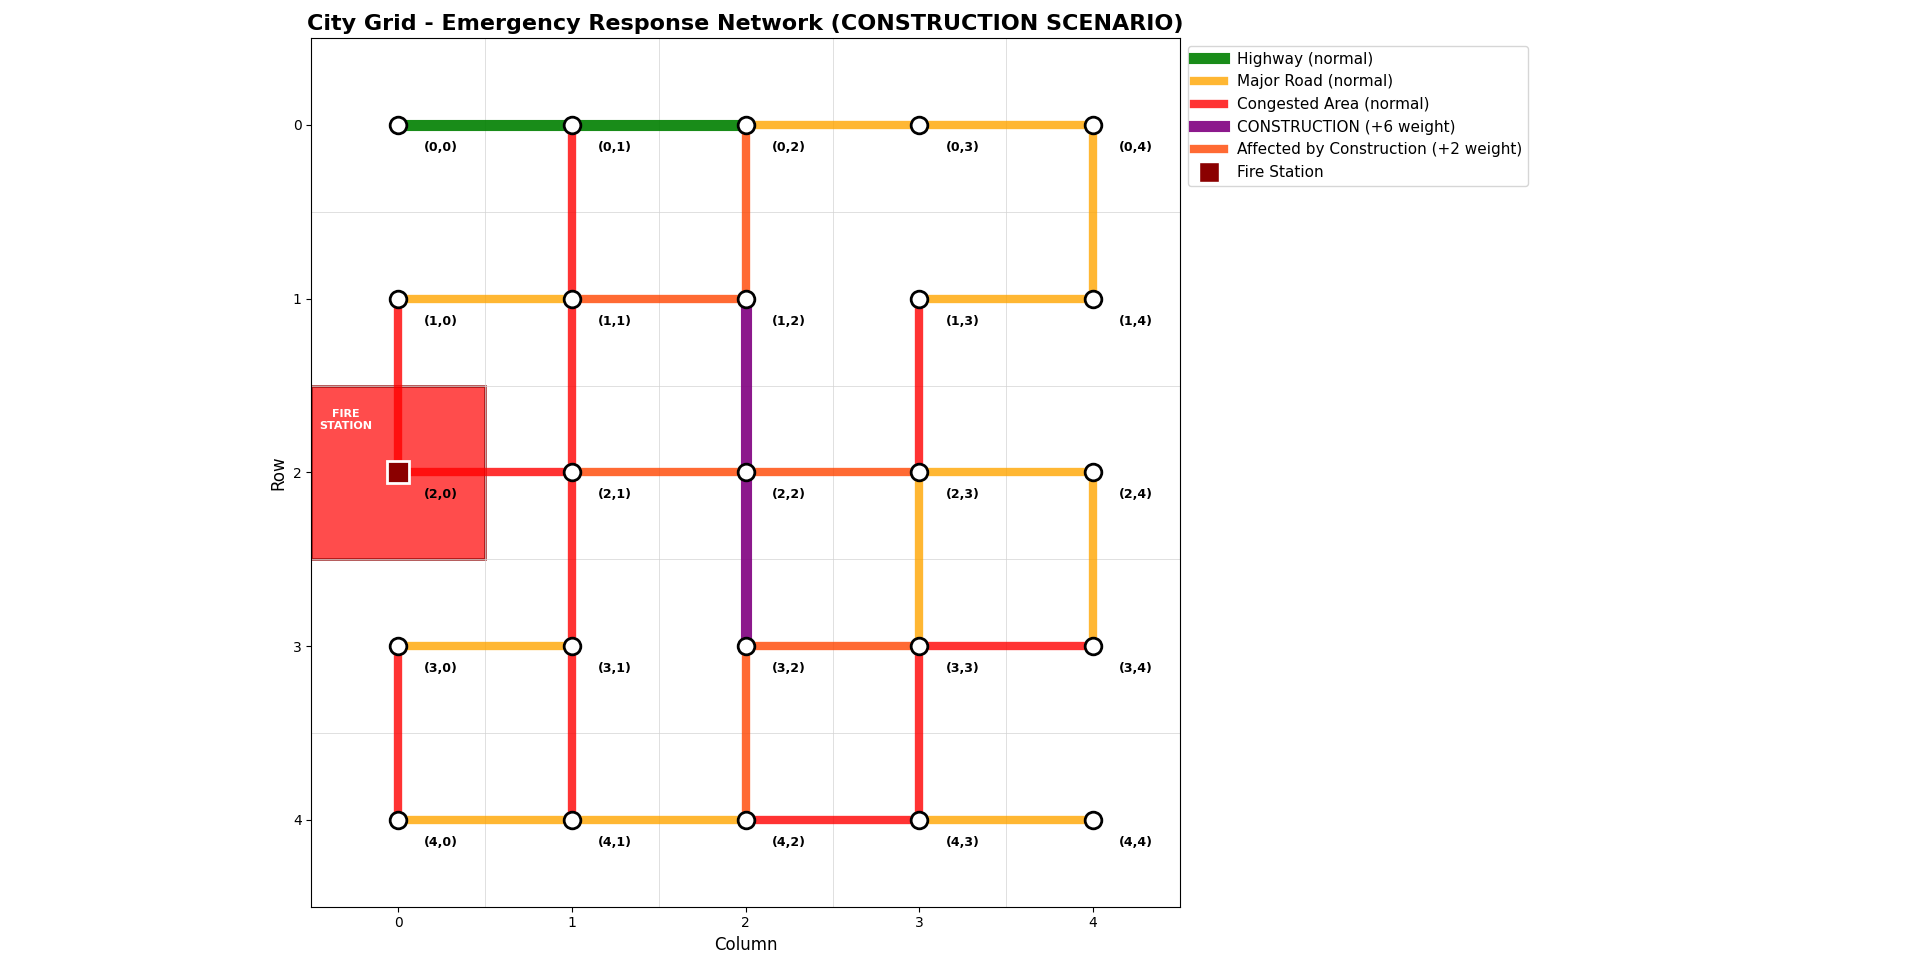 City Grid - Emergency Response Network (CONSTRUCTION SCENARIO)
Highway (normal)
Major Road (normal)
Congested Area (normal)
CONSTRUCTION (+6 weight)
Affected by Construction (+2 weight)
Fire Station
0
(0,0) (0,1) (0,2) (0,3) (0,4)
1
(1,0) (1,1) (1,2) (1,3) (1,4)
FIRE
STATION
Row
2
(2,0) (2,1) (2,2) (2,3) (2,4)
3
(3,0) (3,1) (3,2) (3,3) (3,4)
4
(4,0) (4,1) (4,2) (4,3) (4,4)
0 1 2 3 4
Column